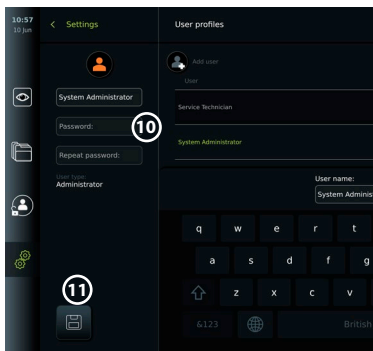 10:57
10 Jun
Settings
User profiles
Add user
User
System Administrator
Service Technician
Password:
10
System Administrator
Repeat password:
User type:
Administrator
User name:
System Adminis
q w e r t
a s d f g
11
z x c v
&123
British